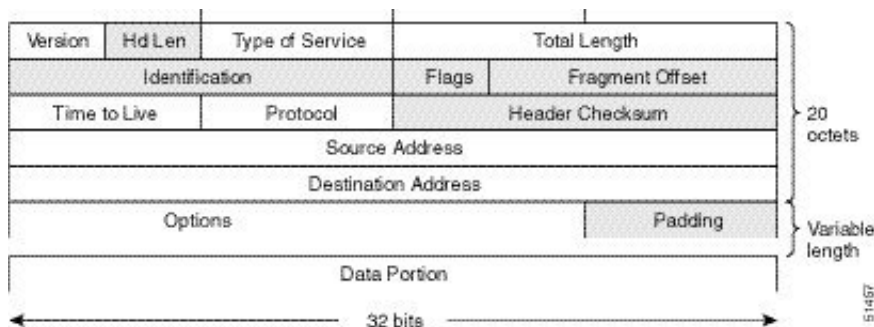 Version Hd Len Type of Service Total Length
Identification Flags Fragment Offset
Time to Live Protocol Header Checksum
Source Address
Destination Address
Options Padding
Data Portion
32 bits
20
octets
Variable
length
51457